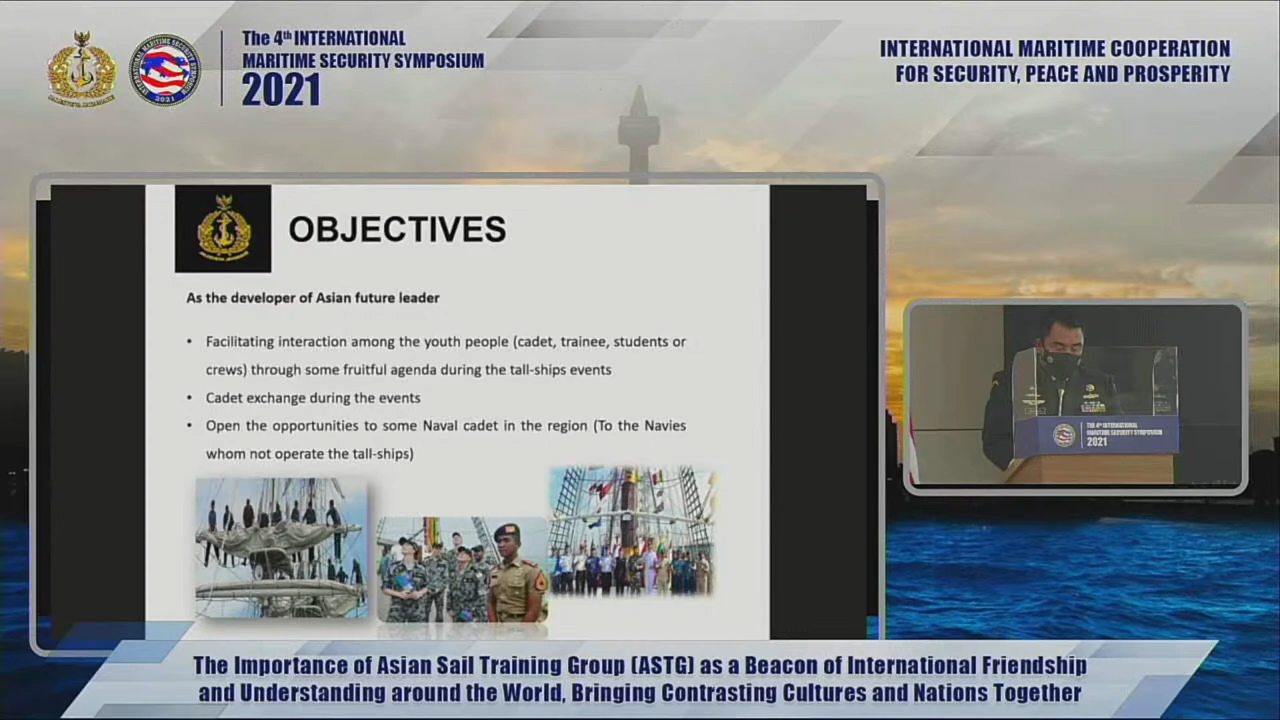 The 4th INTERNATIONAL
MARITIME SECURITY SYMPOSIUM
2021
INTERNATIONAL MARITIME COOPERATION
FOR SECURITY, PEACE AND PROSPERITY
INTERNATIONAL MARITIME SECURITY SYMPOSIUM
2021
OBJECTIVES
As the developer of Asian future leader
• Facilitating interaction among the youth people (cadet, trainee, students or
crews) through some fruitful agenda during the tall-ships events
• Cadet exchange during the events
• Open the opportunities to some Naval cadet in the region (To the Navies
whom not operate the tall-ships)
THE 4th INTERNATIONAL
MARITIME SECURITY SYMPOSIUM
2021
The Importance of Asian Sail Training Group (ASTG) as a Beacon of International Friendship
and Understanding around the World, Bringing Contrasting Cultures and Nations Together